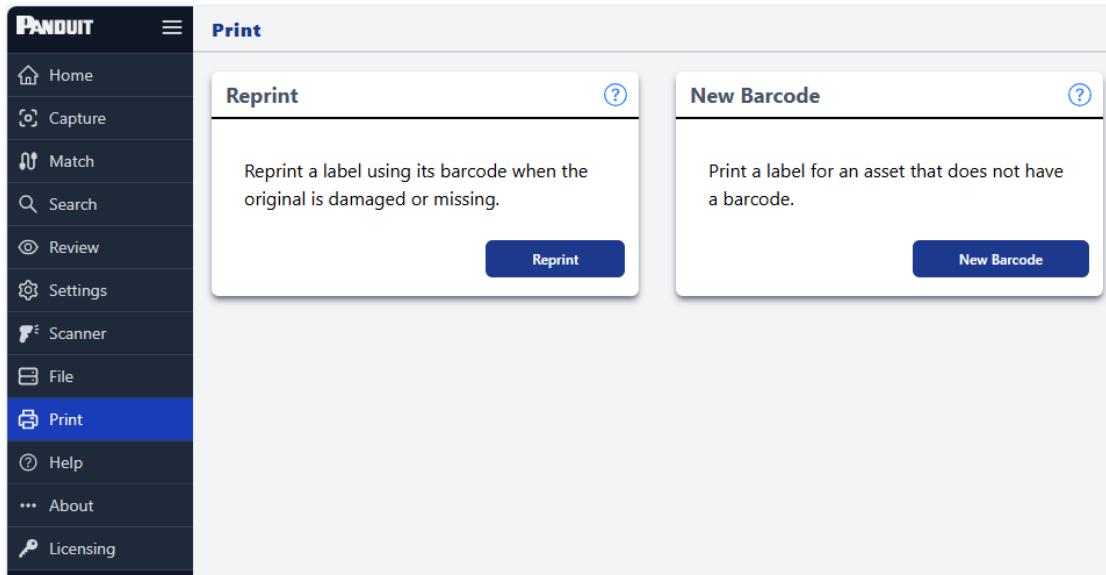 PANDUIT
Home
Capture
Match
Search
Review
Settings
Scanner
File
Print
Help
About
Licensing
Print
Reprint
?
Reprint a label using its barcode when the
original is damaged or missing.
Reprint
New Barcode
?
Print a label for an asset that does not have
a barcode.
New Barcode